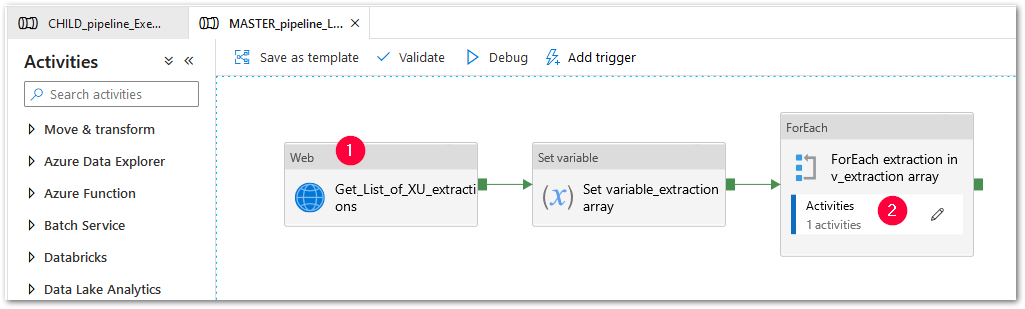 CHILD_pipeline_Exe...
MASTER_pipeline_L...
Activities
Search activities
Move & transform
Azure Data Explorer
Azure Function
Batch Service
Databricks
Data Lake Analytics
Save as template
Validate
Debug
Add trigger
Web
1
Get_List_of_XU_extracti
ons
Set variable
(x)
Set variable_extraction
array
ForEach
ForEach extraction in
v_extraction array
Activities
2
1 activities